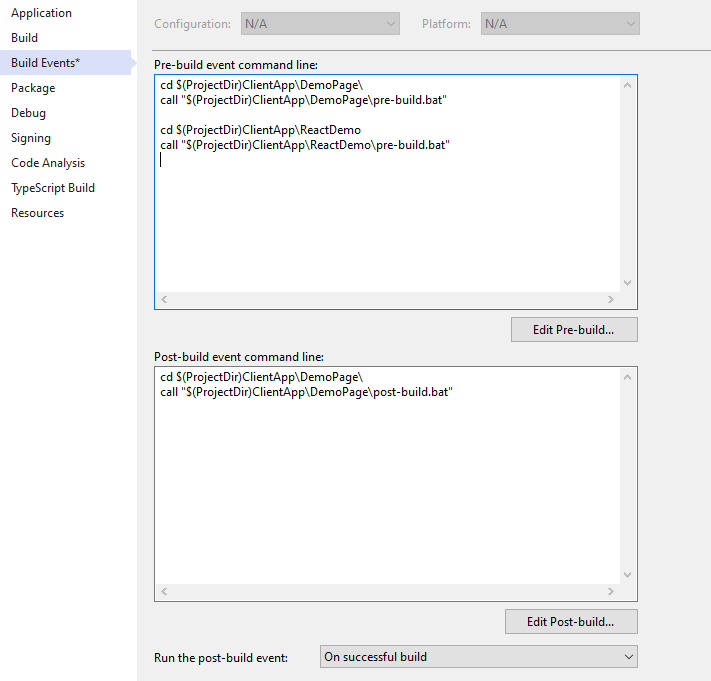 Application
Build
Build Events*
Package
Debug
Signing
Code Analysis
TypeScript Build
Resources
Configuration: N/A Platform: N/A
Pre-build event command line:
cd $(ProjectDir)ClientApp\DemoPage\
call "$(ProjectDir)ClientApp\DemoPage\pre-build.bat"
cd $(ProjectDir)ClientApp\ReactDemo
call "$(ProjectDir)ClientApp\ReactDemo\pre-build.bat"
Edit Pre-build...
Post-build event command line:
cd $(ProjectDir)ClientApp\DemoPage\
call "$(ProjectDir)ClientApp\DemoPage\post-build.bat"
Edit Post-build...
Run the post-build event: On successful build